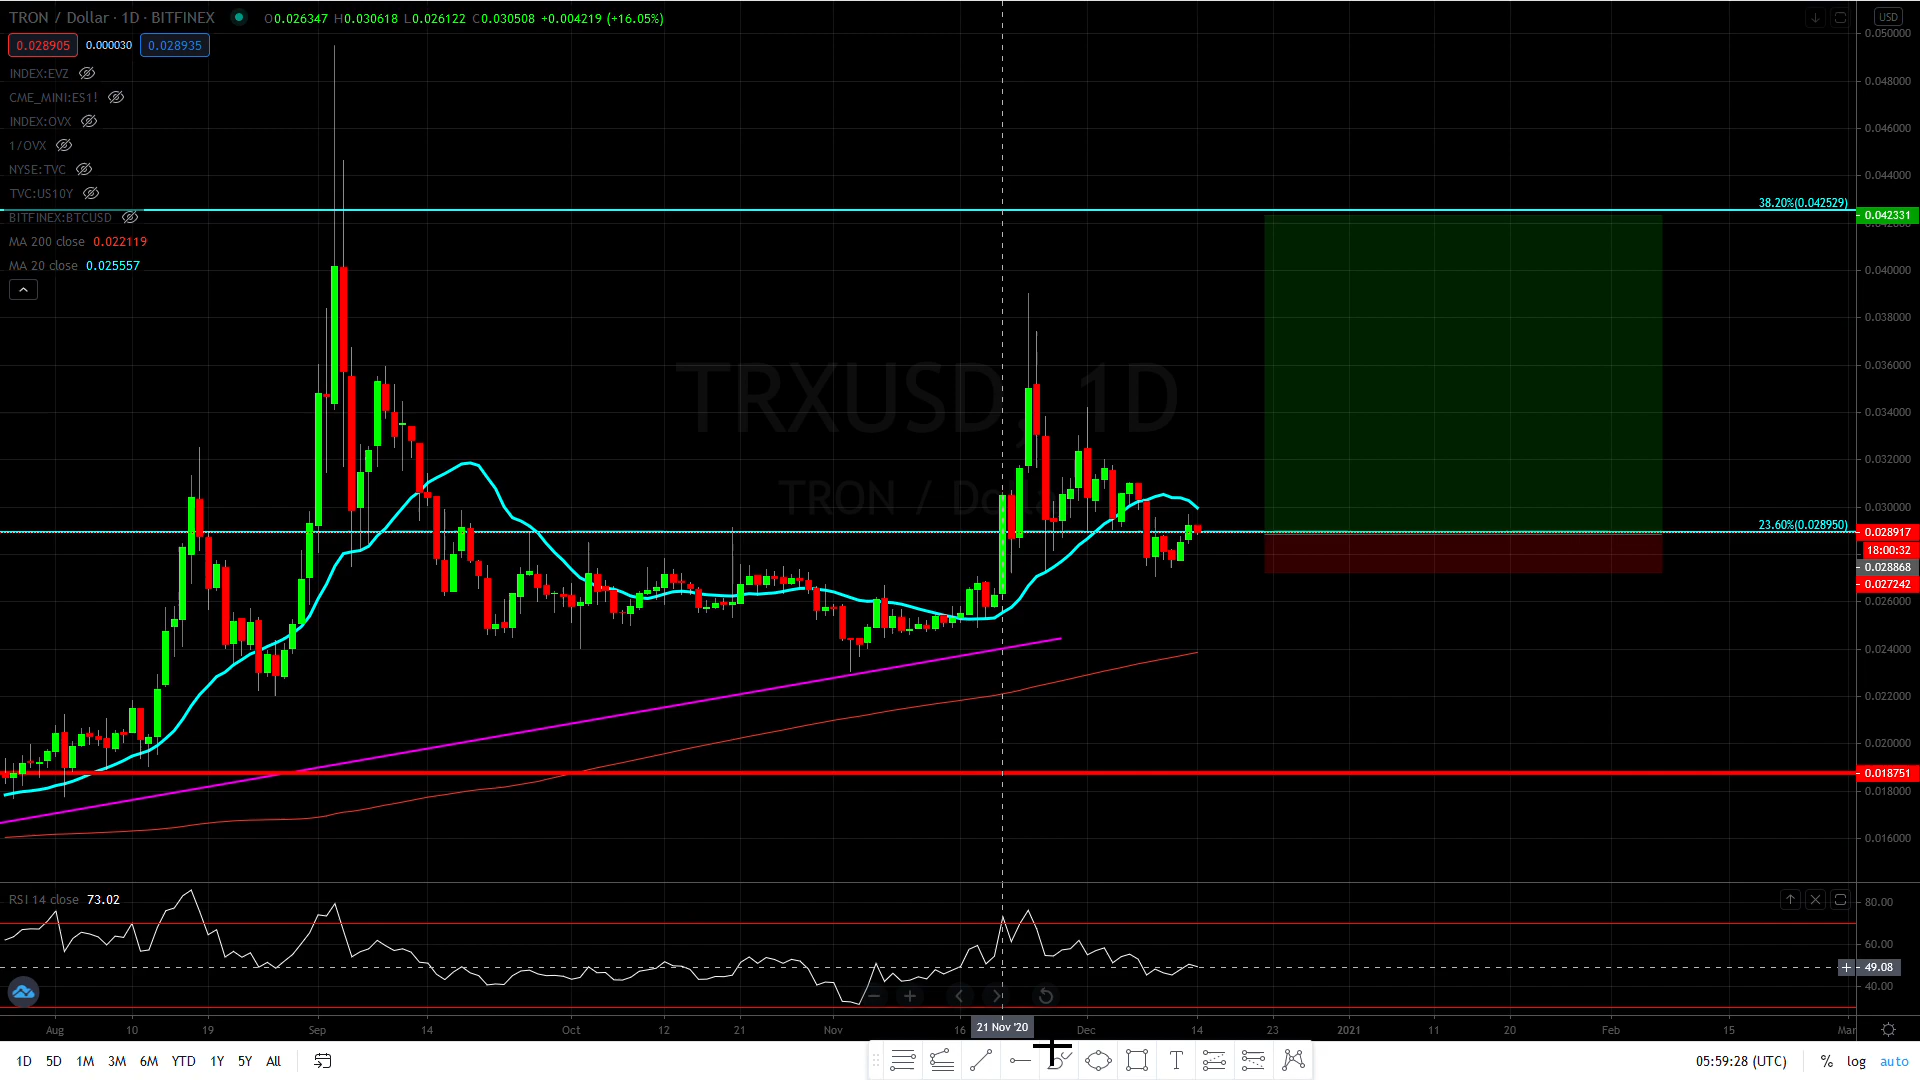 TRON / Dollar · 1D · BITFINEX O0.026347 H0.030618 L0.026122 C0.030508 +0.004219 (+16.05%)
0.028905 0.000030 0.028935
INDEX:EVZ
CME_MINI:ES1!
INDEX:OVX
1/OVX
NYSE:TVC
TVC:US10Y
BITFINEX:BTCUSD
MA 200 close 0.022119
MA 20 close 0.025557
TRXUSD, 1D
TRON / Dollar
38.20%(0.042529)
23.60%(0.028950)
USD
0.050000
0.048000
0.046000
0.044000
0.042331
0.042000
0.040000
0.038000
0.036000
0.034000
0.032000
0.030000
0.028917
18:00:32
0.028868
0.027242
0.026000
0.024000
0.022000
0.020000
0.018751
0.018000
0.016000
RSI 14 close 73.02
80.00
60.00
49.08
40.00
Aug 10 19 Sep 14 Oct 12 21 Nov 16 21 Nov '20 Dec 14 23 2021 11 20 Feb 15 Mar
1D 5D 1M 3M 6M YTD 1Y 5Y All
T
05:59:28 (UTC) % log auto